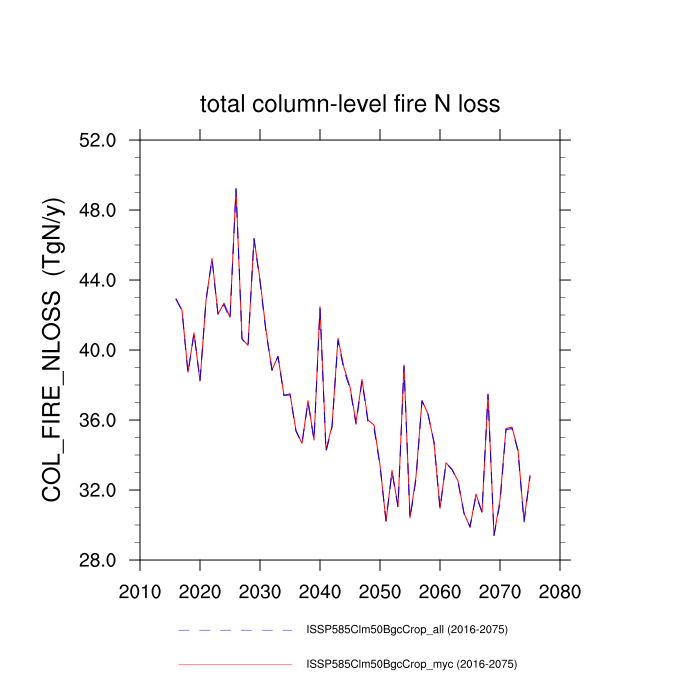 total column-level fire N loss
COL_FIRE_NLOSS (TgN/y)
52.0
48.0
44.0
40.0
36.0
32.0
28.0
2010 2020 2030 2040 2050 2060 2070 2080
ISSP585Clm50BgcCrop_all (2016-2075)
ISSP585Clm50BgcCrop_myc (2016-2075)